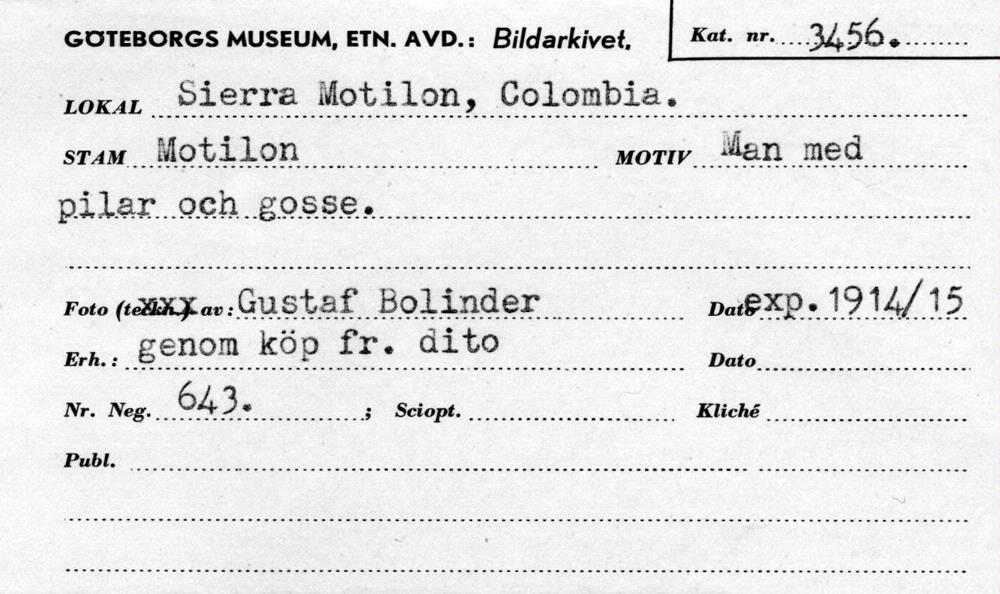 GÖTEBORGS MUSEUM, ETN. AVD.: Bildarkivet. Kat. nr. 3456.
LOKAL Sierra Motilon, Colombia.
STAM Motilon MOTIV Man med
pilar och gosse.
Foto (teckn.) av: Gustaf Bolinder Dato exp. 1914/15
Erh.: genom köp fr. dito Dato
Nr. Neg. 643. ; Sciopt. Kliché
Publ.